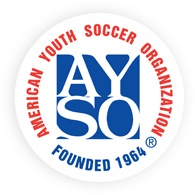 AMERICAN YOUTH SOCCER ORGANIZATION
AY
SO
®
FOUNDED 1964